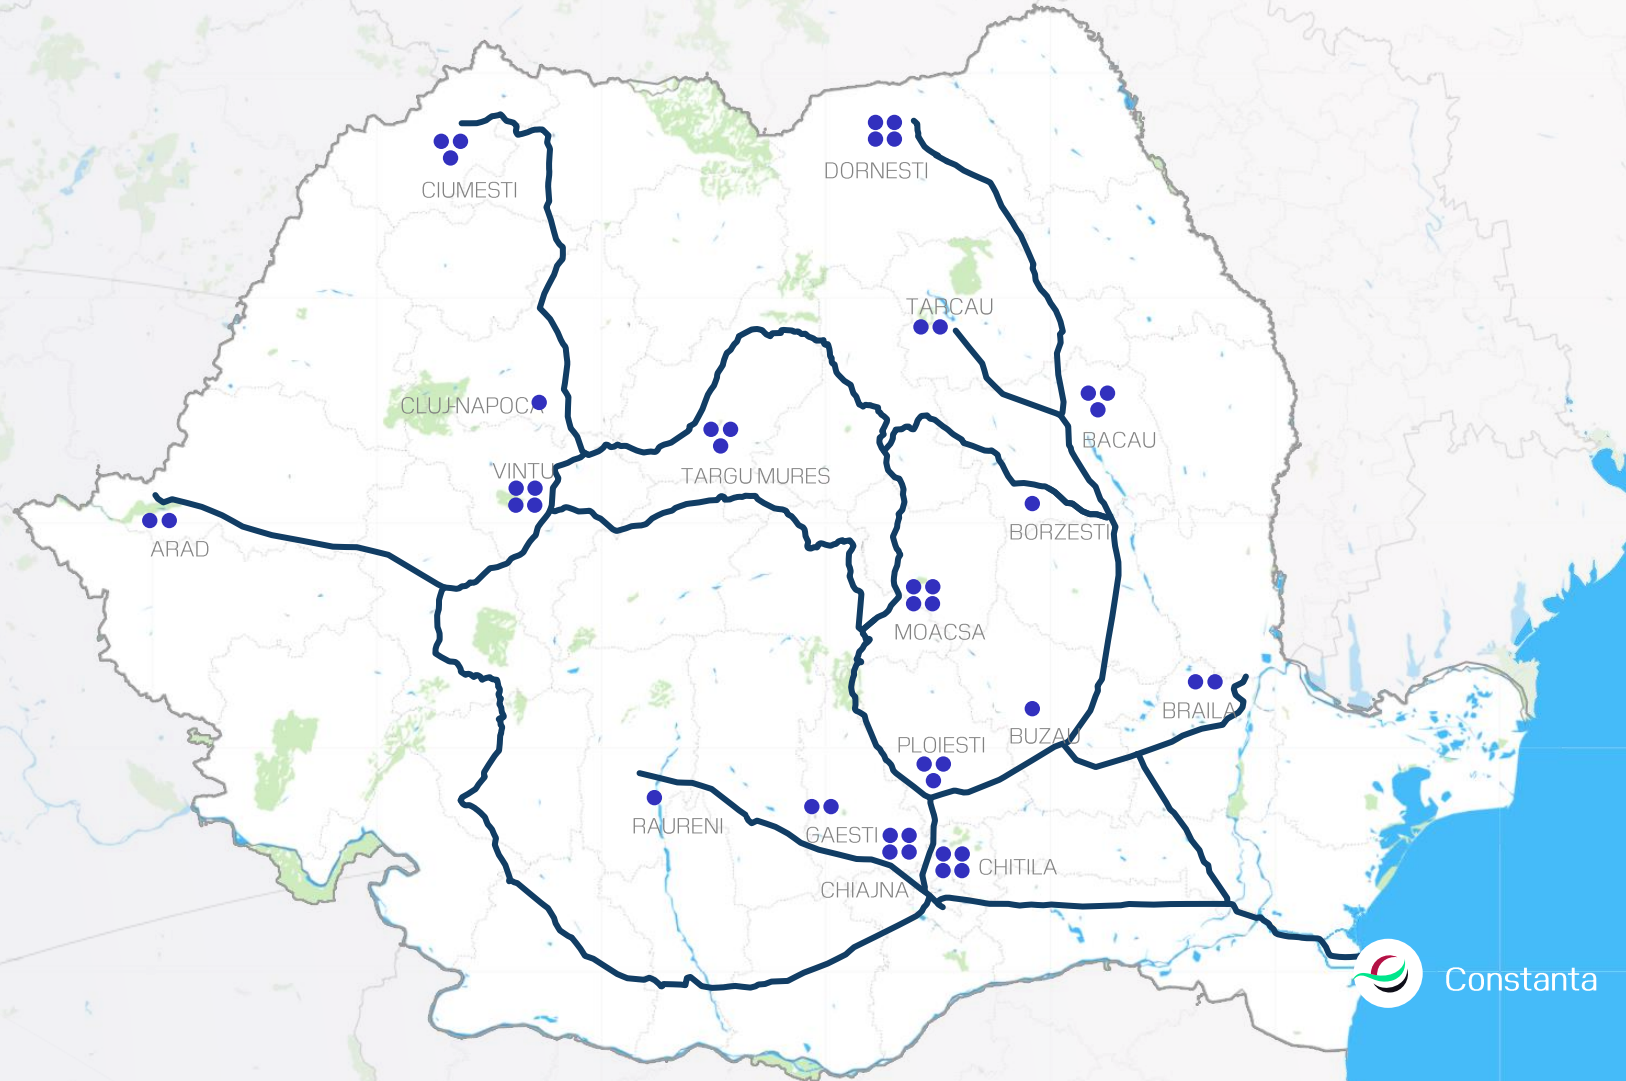 DORNESTI
CIUMESTI
TARCAU
CLUJ-NAPOCA
BACAU
VINTU
TARGU MURES
BORZESTI
ARAD
MOACSA
BRAILA
BUZAU
PLOIESTI
RAURENI
GAESTI
CHITILA
CHIAJNA
Constanta